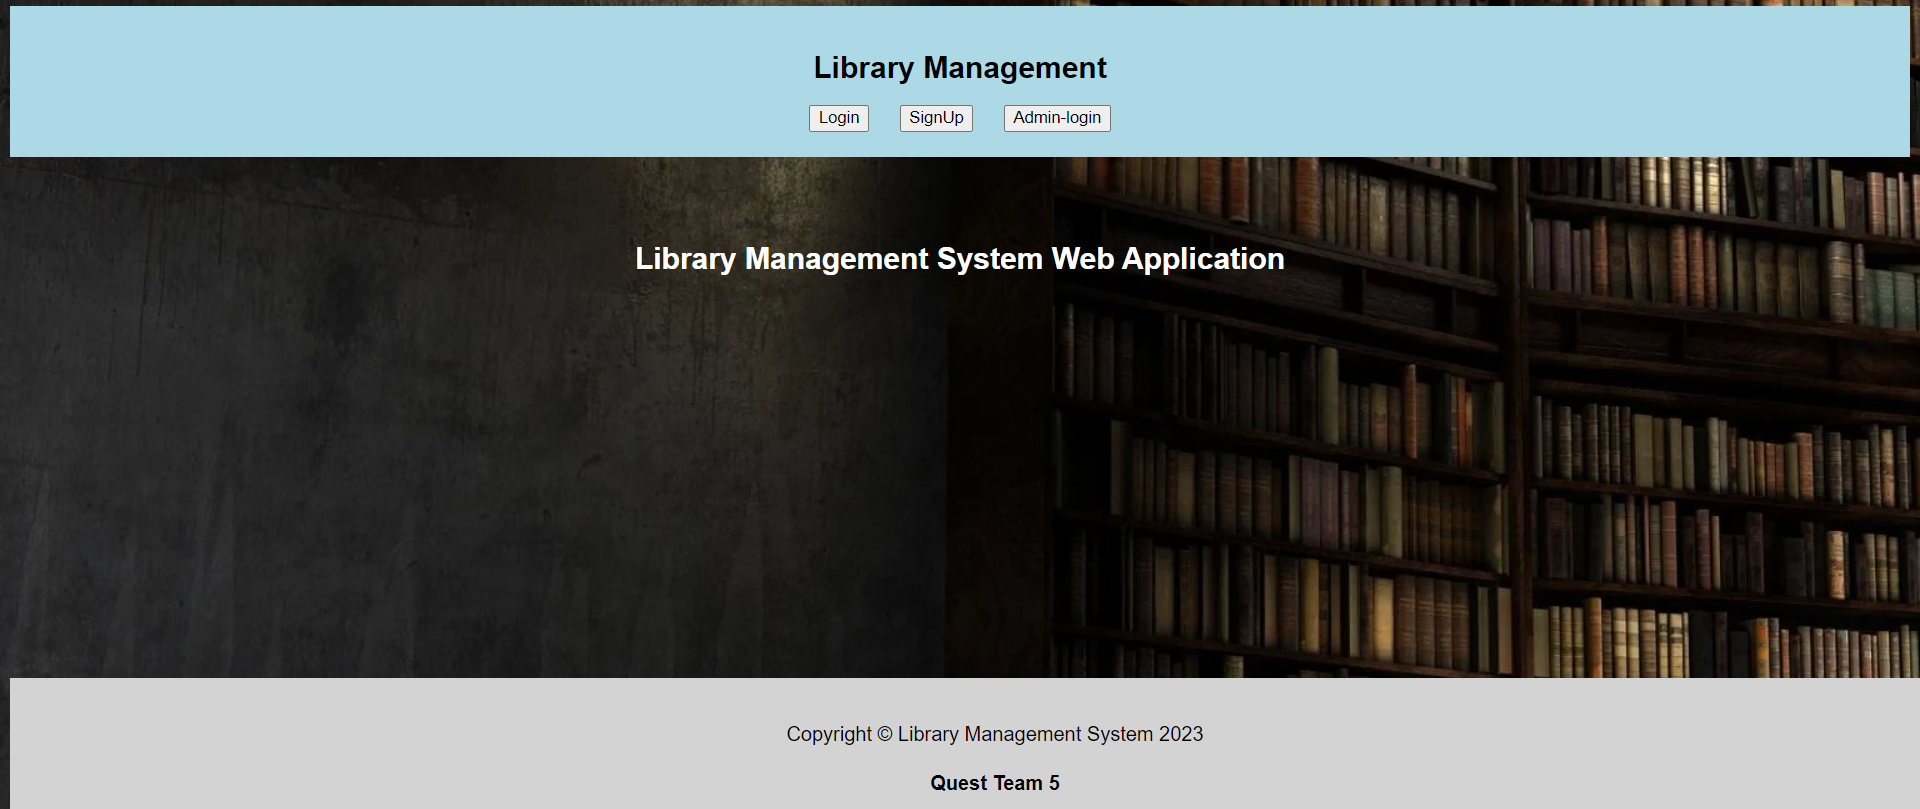 Library Management
Login SignUp Admin-login
Library Management System Web Application
Copyright © Library Management System 2023
Quest Team 5